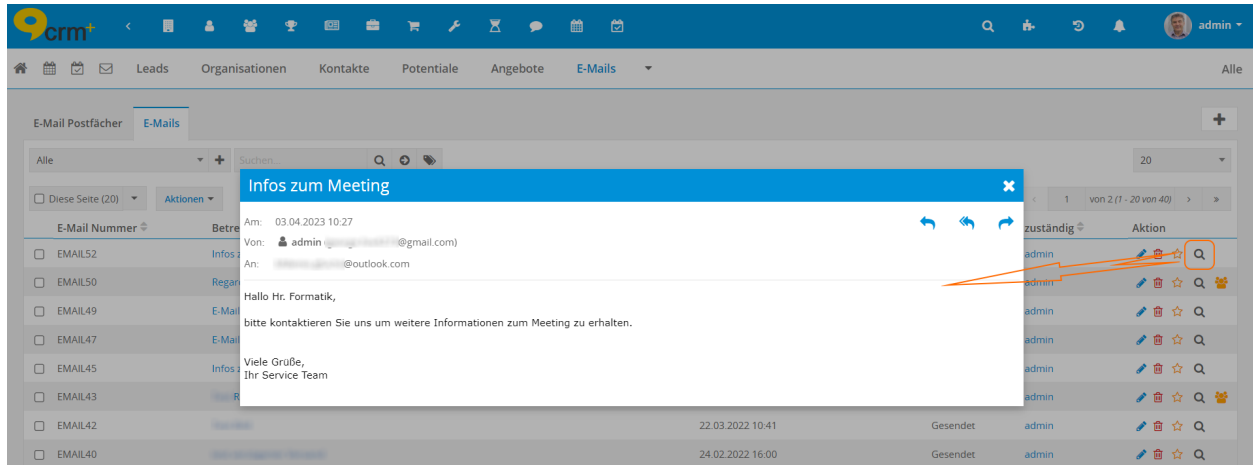 9crm+ admin
Leads Organisationen Kontakte Potentiale Angebote E-Mails Alle
E-Mail Postfächer E-Mails
Alle Suchen... 20
Diese Seite (20) Aktionen 1 von 2 (1 - 20 von 40)
Infos zum Meeting
Am: 03.04.2023 10:27
Von: admin @gmail.com)
An: @outlook.com
Hallo Hr. Formatik,
bitte kontaktieren Sie uns um weitere Informationen zum Meeting zu erhalten.
Viele Grüße,
Ihr Service Team
E-Mail Nummer Betre zuständig Aktion
EMAIL52 Infos admin
EMAIL50 Regar admin
EMAIL49 E-Mail admin
EMAIL47 E-Mail admin
EMAIL45 Infos admin
EMAIL43 R admin
EMAIL42 22.03.2022 10:41 Gesendet admin
EMAIL40 24.02.2022 16:00 Gesendet admin